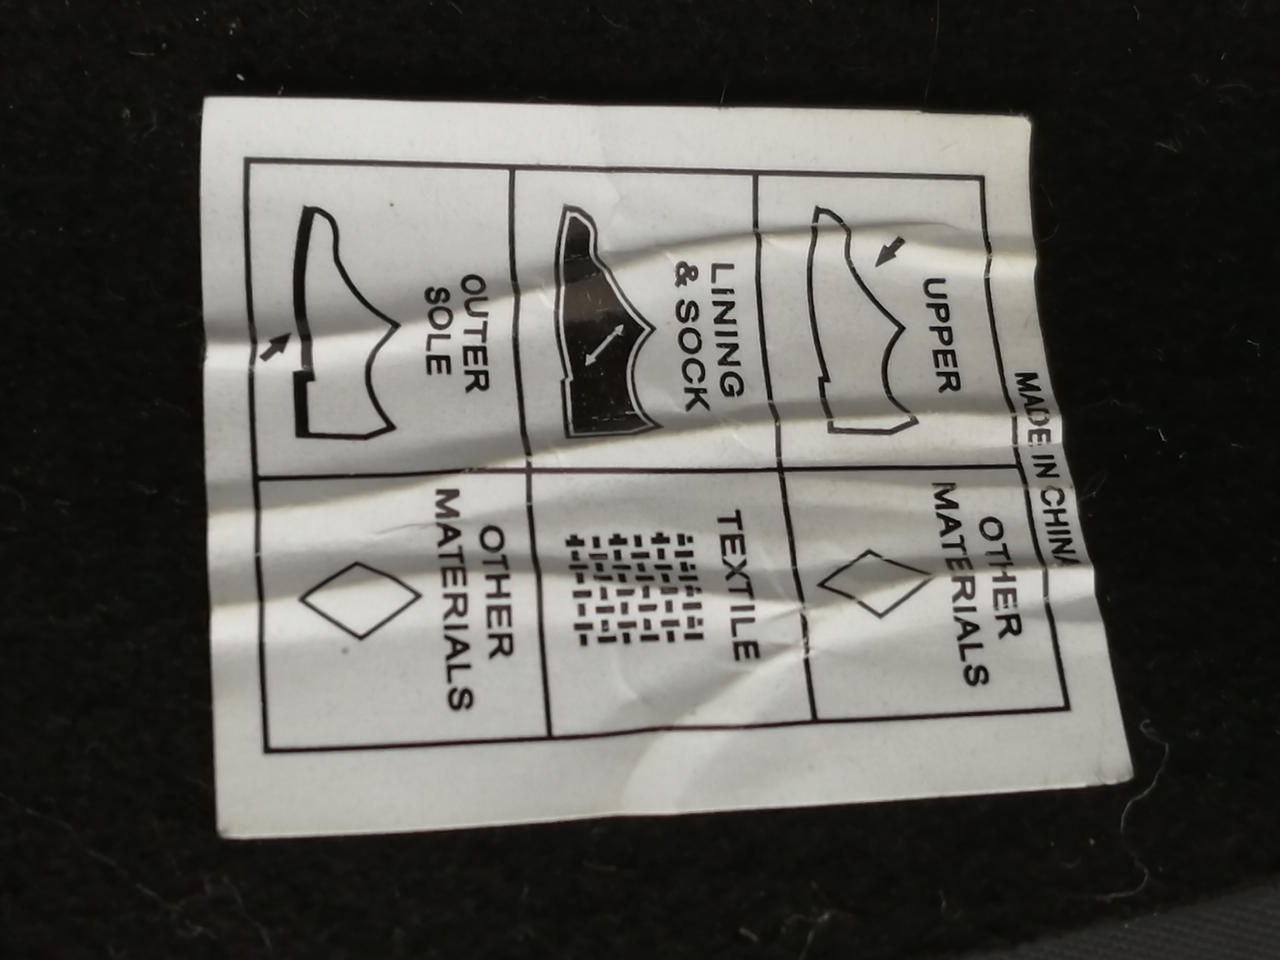 MADE IN CHINA
UPPER
OTHER
MATERIALS
LINING
& SOCK
TEXTILE
OUTER
SOLE
OTHER
MATERIALS